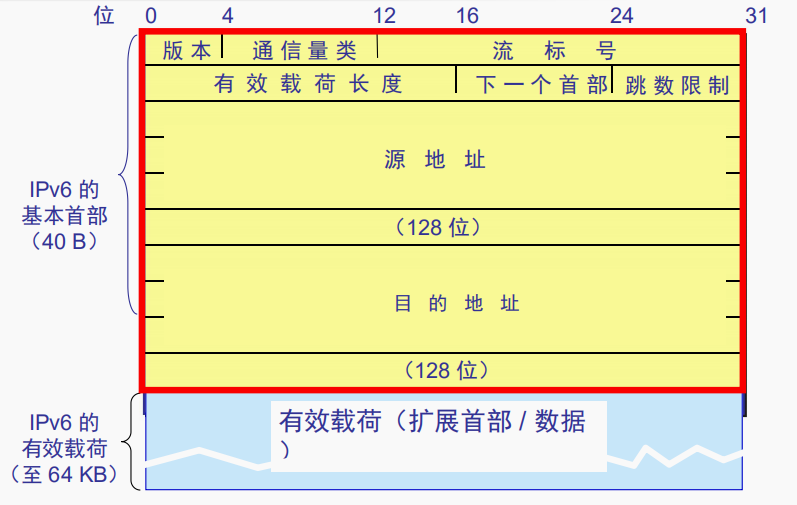 位 0 4 12 16 24 31
版本 通信量类 流标号
有效载荷长度 下一个首部 跳数限制
源地址
IPv6 的
基本首部
（40 B）
（128 位）
目的地址
（128 位）
IPv6 的
有效载荷
（至 64 KB）
有效载荷（扩展首部 / 数据
）